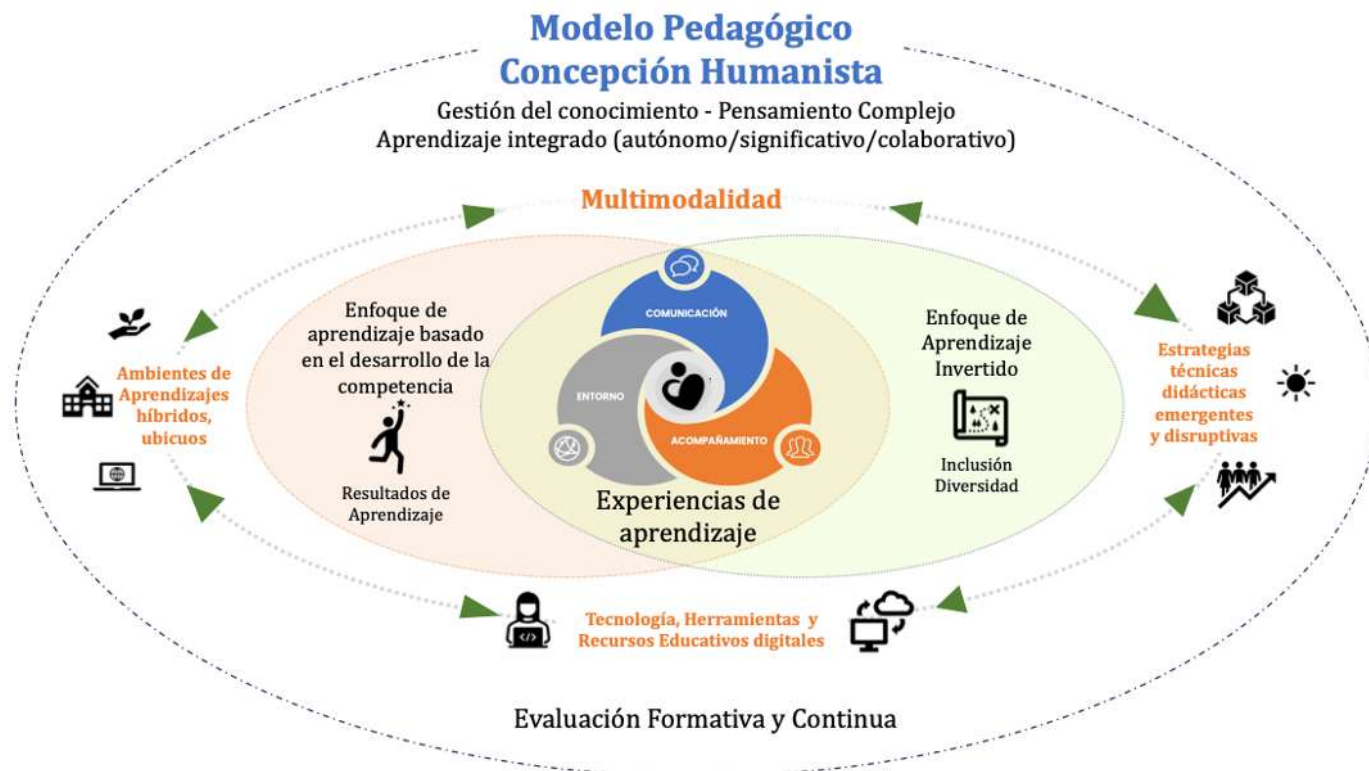 Modelo Pedagógico
Concepción Humanista
Gestión del conocimiento - Pensamiento Complejo
Aprendizaje integrado (autónomo/significativo/colaborativo)
Multimodalidad
Ambientes de
Aprendizajes
híbridos,
ubicuos
Enfoque de
aprendizaje basado
en el desarrollo de la
competencia
Resultados de
Aprendizaje
COMUNICACIÓN
ENTORNO
ACOMPAÑAMIENTO
Experiencias de
aprendizaje
Enfoque de
Aprendizaje
Invertido
Inclusión
Diversidad
Estrategias
técnicas
didácticas
emergentes
y disruptivas
Tecnología, Herramientas y
Recursos Educativos digitales
Evaluación Formativa y Continua